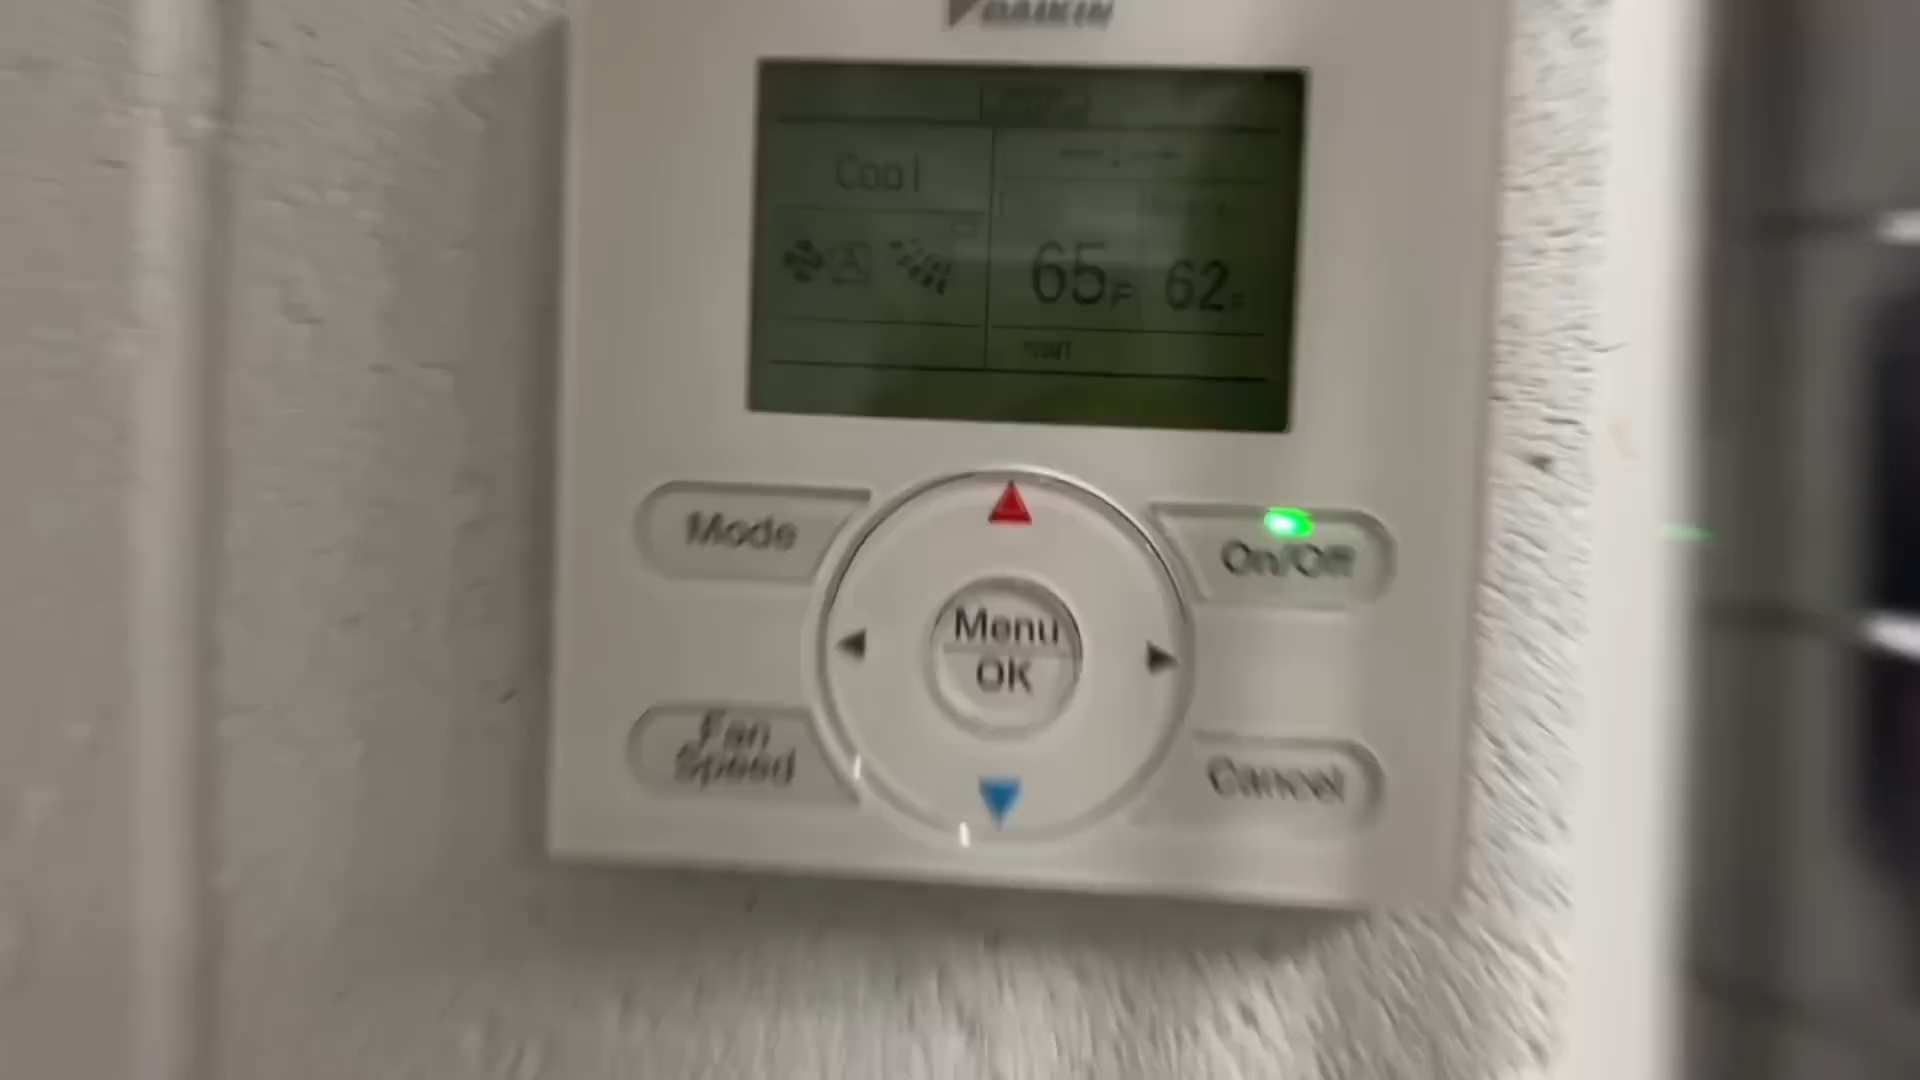 DAIKIN
Cool
65F 62F
Mode
On/Off
Menu
OK
Fan
Speed
Cancel